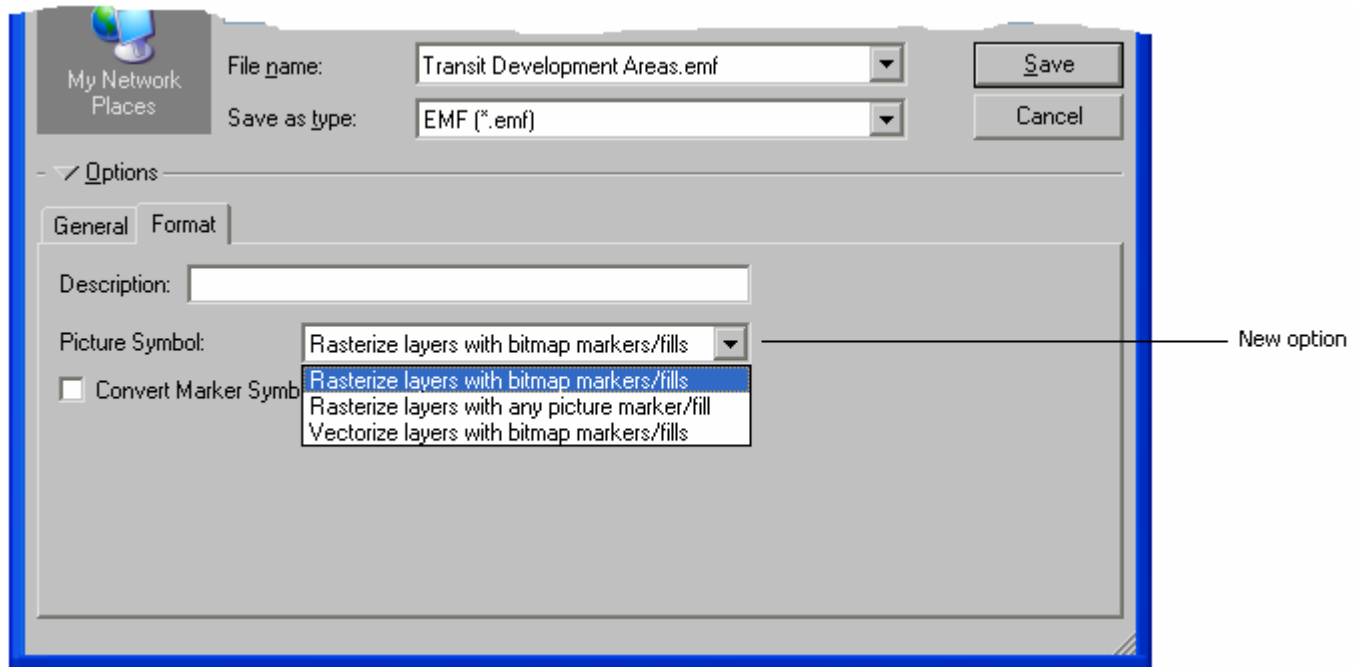 My Network
Places
File name:
Transit Development Areas.emf
Save
Save as type:
EMF (*.emf)
Cancel
Options
General
Format
Description:
Picture Symbol:
Rasterize layers with bitmap markers/fills
New option
Convert Marker Symb
Rasterize layers with bitmap markers/fills
Rasterize layers with any picture marker/fill
Vectorize layers with bitmap markers/fills